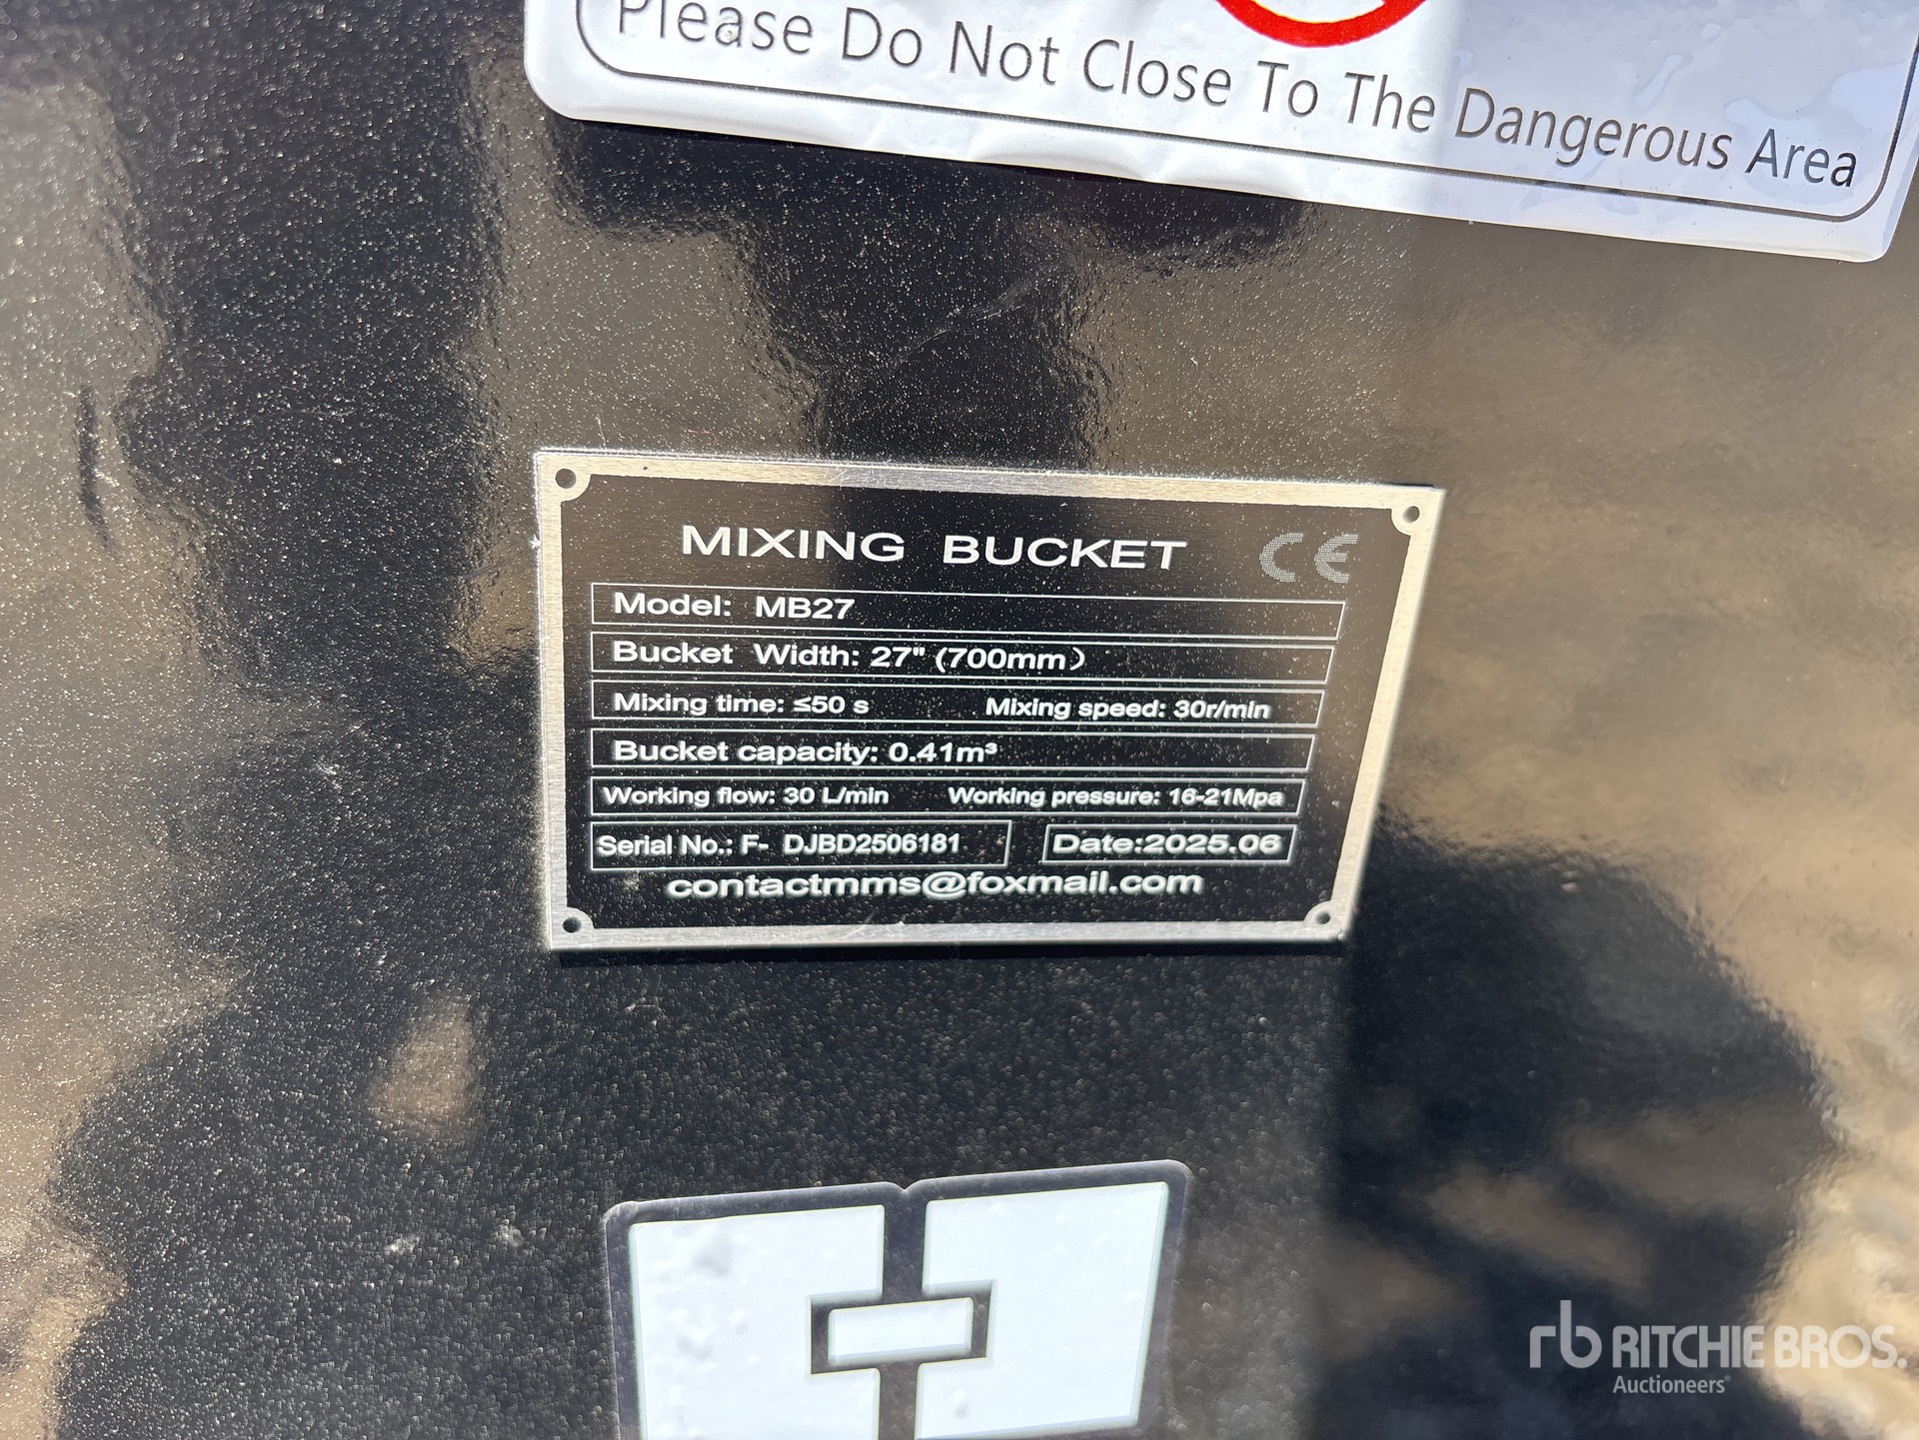 Please Do Not Close To The Dangerous Area
MIXING BUCKET CE
Model: MB27
Bucket Width: 27" (700mm)
Mixing time: ≤50 s Mixing speed: 30r/min
Bucket capacity: 0.41m³
Working flow: 30 L/min Working pressure: 16-21Mpa
Serial No.: F- DJBD2506181 Date:2025.06
contactmms@foxmail.com
rb RITCHIE BROS.
Auctioneers®